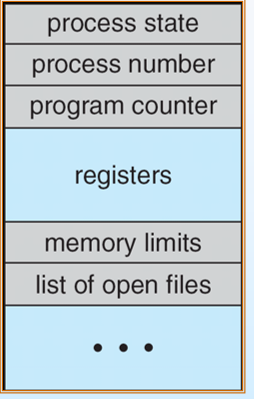 process state
process number
program counter
registers
memory limits
list of open files
• • •